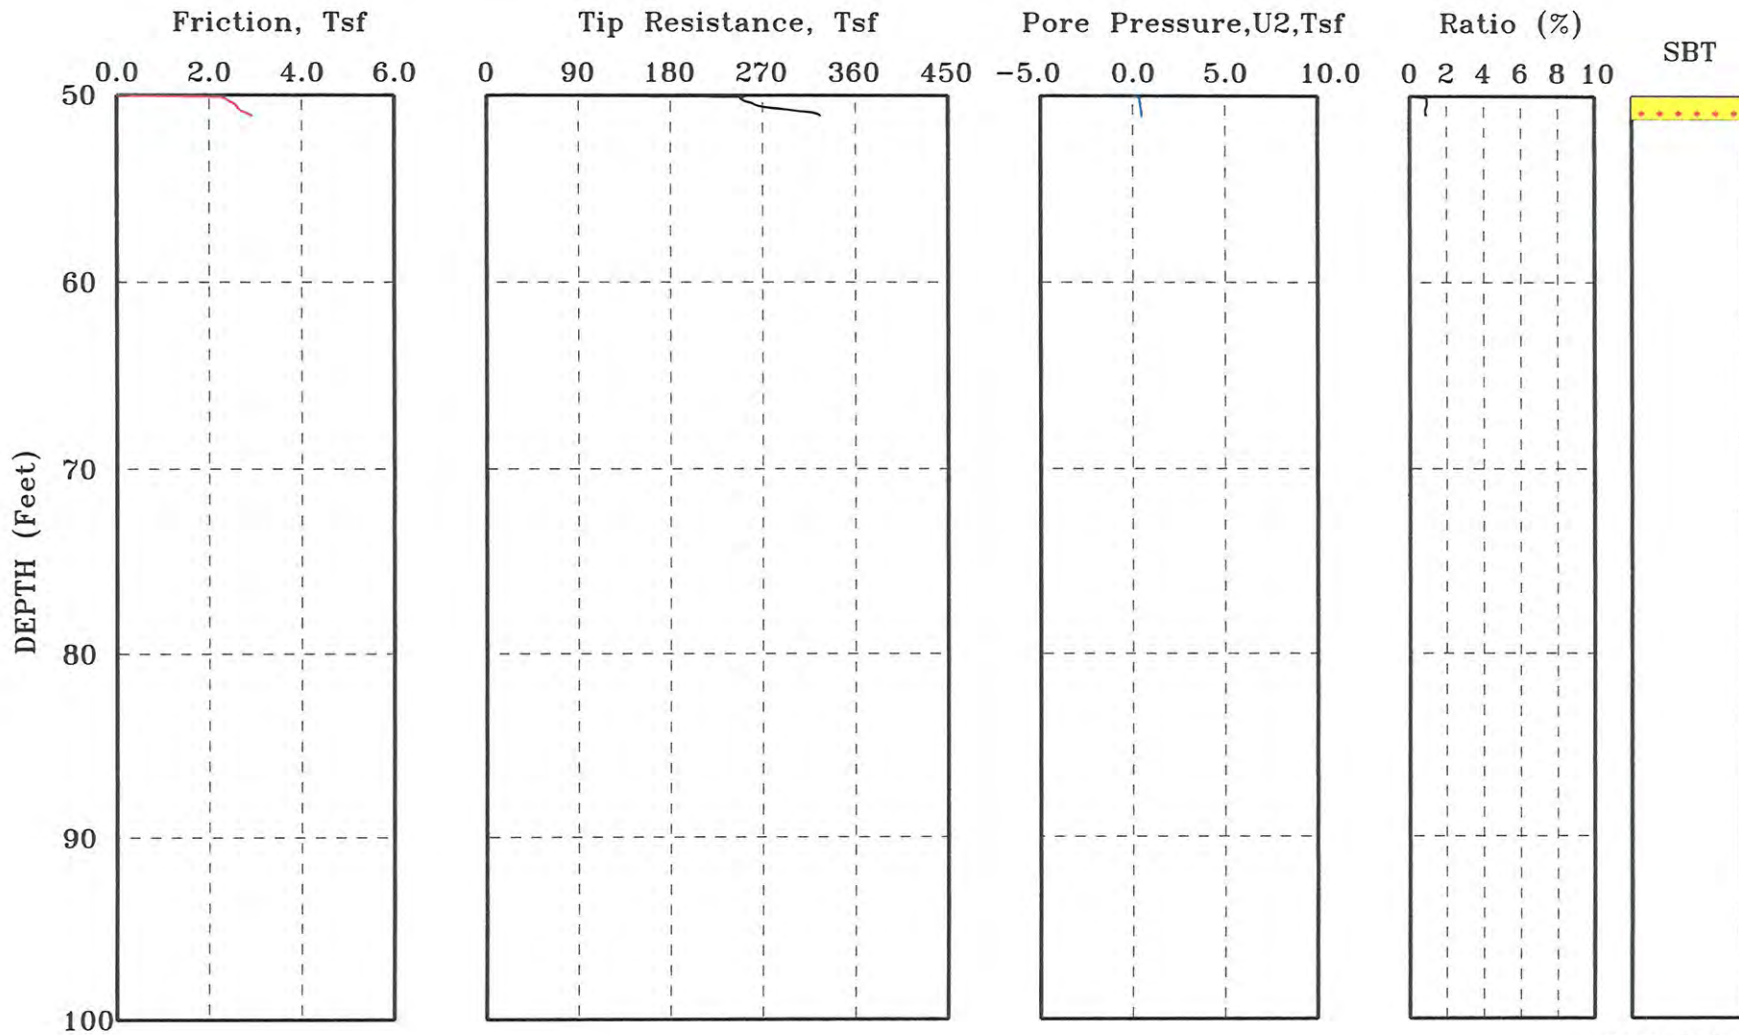 Friction, Tsf
Tip Resistance, Tsf
Pore Pressure,U2,Tsf
Ratio (%)
SBT
0.0 2.0 4.0 6.0
0 90 180 270 360 450
-5.0 0.0 5.0 10.0
0 2 4 6 8 10
50
60
70
80
90
100
DEPTH (Feet)